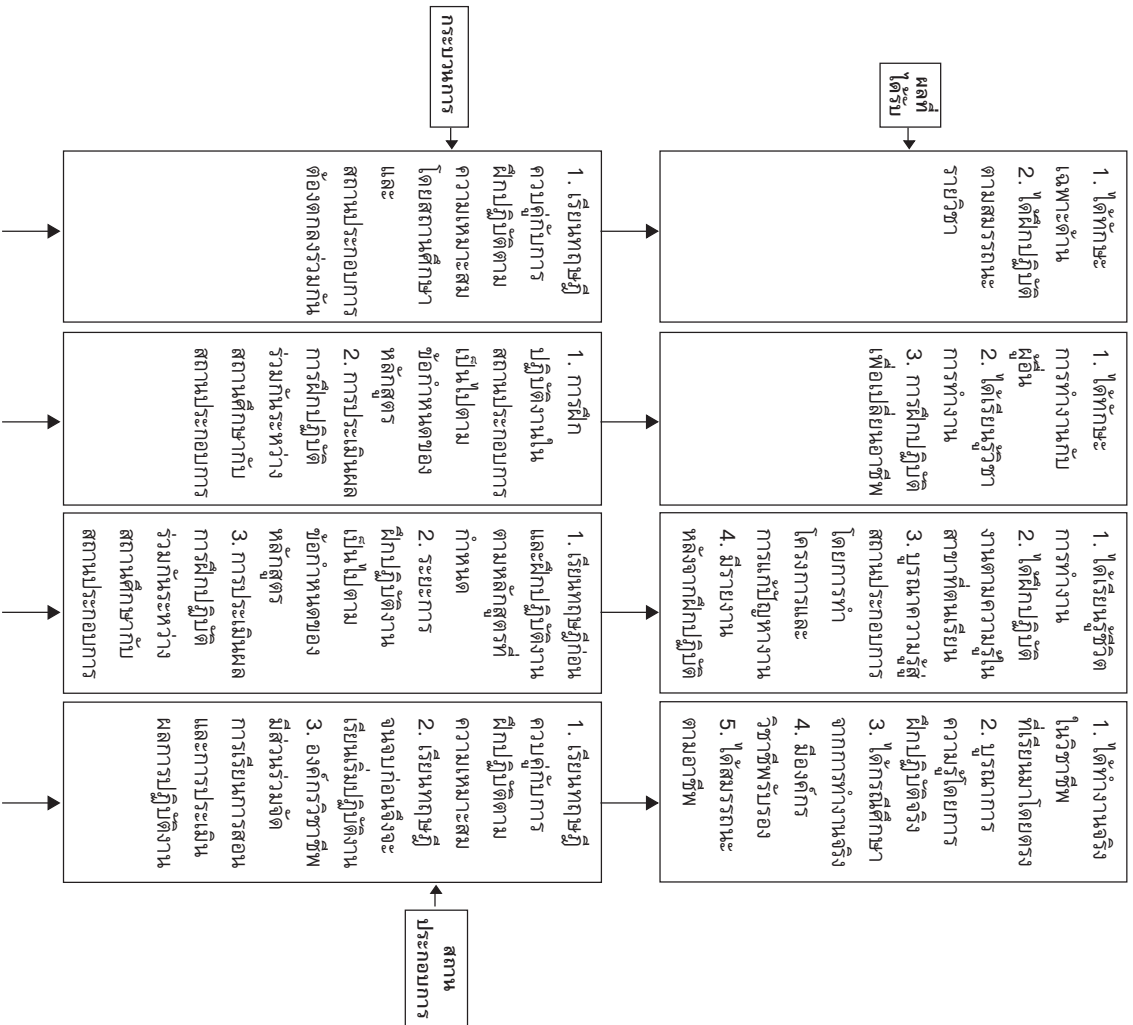 ผลที่
ได้รับ
1. ได้ทักษะ
เฉพาะด้าน
2. ได้ฝึกปฏิบัติ
ตามสมรรถนะ
รายวิชา
1. ได้ทักษะ
การทำงานกับ
ผู้อื่น
2. ได้เรียนรู้วิชา
การทำงาน
3. การฝึกปฏิบัติ
เพื่อเปลี่ยนอาชีพ
1. ได้เรียนรู้ชีวิต
การทำงาน
2. ได้ฝึกปฏิบัติ
งานตามความรู้ใน
สาขาที่ตนเรียน
3. บูรณาความรู้สู่
สถานประกอบการ
โดยการทำ
โครงการและ
การแก้ปัญหางาน
4. มีรายงาน
หลังจากฝึกปฏิบัติ
1. ได้ทำงานจริง
ในวิชาชีพ
ที่เรียนมาโดยตรง
2. บูรณาการ
ความรู้โดยการ
ฝึกปฏิบัติจริง
3. ได้กรณีศึกษา
จากการทำงานจริง
4. มีองค์กร
วิชาชีพรับรอง
5. ได้สมรรถนะ
ตามอาชีพ
กระบวนการ
1. เรียนทฤษฎี
ควบคู่กับการ
ฝึกปฏิบัติตาม
ความเหมาะสม
โดยสถานศึกษา
และ
สถานประกอบการ
ต้องตกลงร่วมกัน
1. การฝึก
ปฏิบัติงานใน
สถานประกอบการ
เป็นไปตาม
ข้อกำหนดของ
หลักสูตร
2. การประเมินผล
การฝึกปฏิบัติ
ร่วมกันระหว่าง
สถานศึกษากับ
สถานประกอบการ
1. เรียนทฤษฎีก่อน
และฝึกปฏิบัติงาน
ตามหลักสูตรที่
กำหนด
2. ระยะการ
ฝึกปฏิบัติงาน
เป็นไปตาม
ข้อกำหนดของ
หลักสูตร
3. การประเมินผล
การฝึกปฏิบัติ
ร่วมกันระหว่าง
สถานศึกษากับ
สถานประกอบการ
1. เรียนทฤษฎี
ควบคู่กับการ
ฝึกปฏิบัติตาม
ความเหมาะสม
2. เรียนทฤษฎี
จนจบก่อนจึงจะ
เรียนเริ่มปฏิบัติงาน
3. องค์กรวิชาชีพ
มีส่วนร่วมจัด
การเรียนการสอน
และการประเมิน
ผลการปฏิบัติงาน
สถาน
ประกอบการ